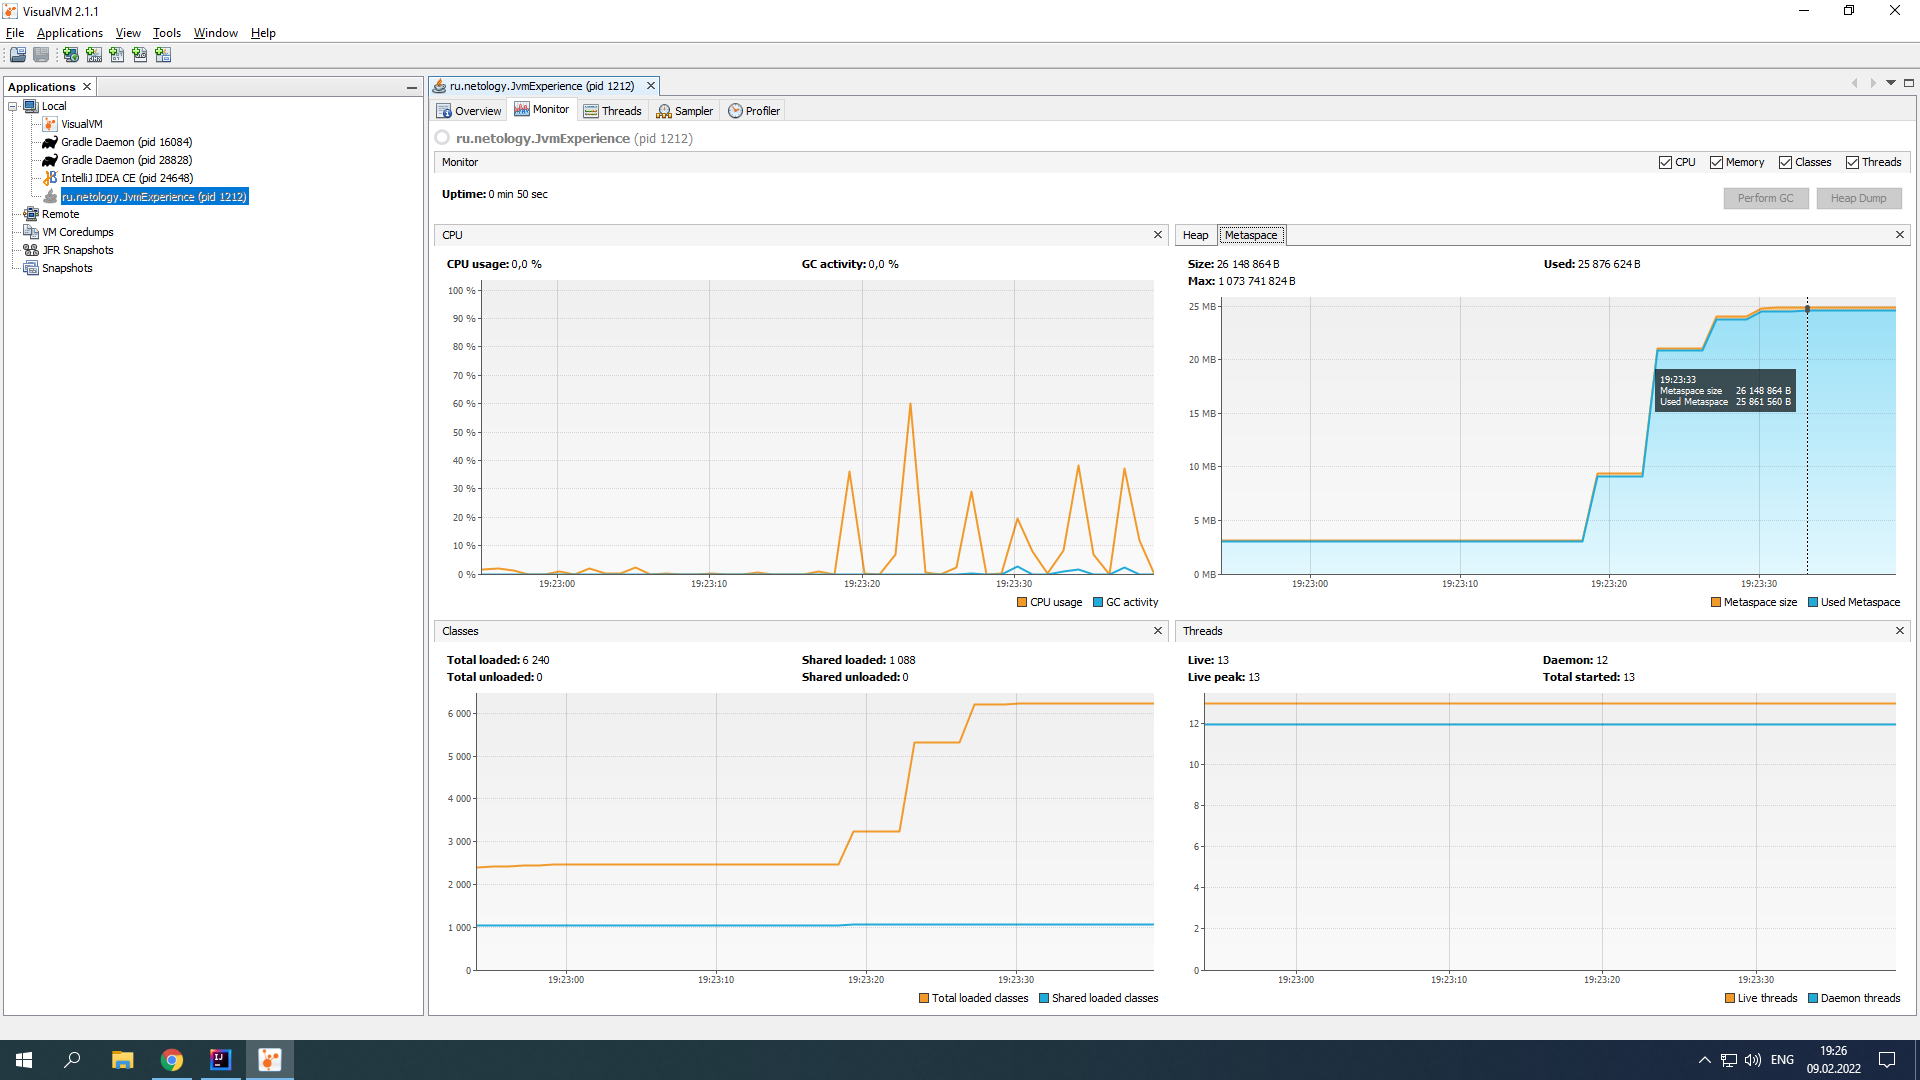 VisualVM 2.1.1
File Applications View Tools Window Help
Applications
Local
VisualVM
Gradle Daemon (pid 16084)
Gradle Daemon (pid 28828)
IntelliJ IDEA CE (pid 24648)
ru.netology.JvmExperience (pid 1212)
Remote
VM Coredumps
JFR Snapshots
Snapshots
ru.netology.JvmExperience (pid 1212)
Overview Monitor Threads Sampler Profiler
ru.netology.JvmExperience (pid 1212)
Monitor CPU Memory Classes Threads
Uptime: 0 min 50 sec
Perform GC Heap Dump
CPU
CPU usage: 0,0 % GC activity: 0,0 %
100 %
90 %
80 %
70 %
60 %
50 %
40 %
30 %
20 %
10 %
0 %
19:23:00 19:23:10 19:23:20 19:23:30
CPU usage GC activity
Heap Metaspace
Size: 26 148 864 B Used: 25 876 624 B
Max: 1 073 741 824 B
25 MB
20 MB
15 MB
10 MB
5 MB
0 MB
19:23:33
Metaspace size 26 148 864 B
Used Metaspace 25 861 560 B
19:23:00 19:23:10 19:23:20 19:23:30
Metaspace size Used Metaspace
Classes
Total loaded: 6 240 Shared loaded: 1 088
Total unloaded: 0 Shared unloaded: 0
6 000
5 000
4 000
3 000
2 000
1 000
0
19:23:00 19:23:10 19:23:20 19:23:30
Total loaded classes Shared loaded classes
Threads
Live: 13 Daemon: 12
Live peak: 13 Total started: 13
12
10
8
6
4
2
0
19:23:00 19:23:10 19:23:20 19:23:30
Live threads Daemon threads
IJ
ENG
19:26
09.02.2022